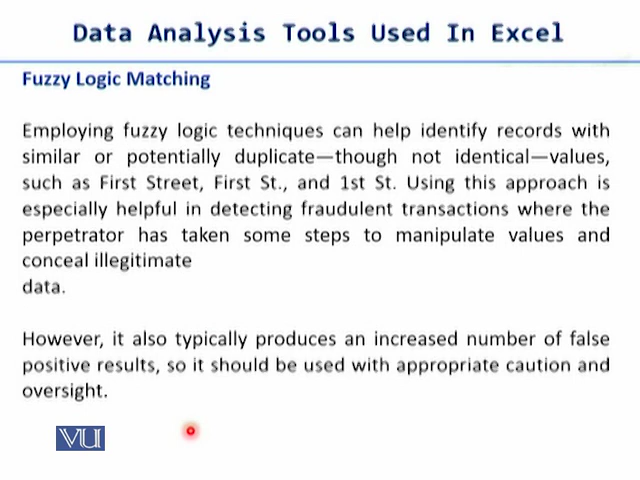 Data Analysis Tools Used In Excel
Fuzzy Logic Matching
Employing fuzzy logic techniques can help identify records with
similar or potentially duplicate—though not identical—values,
such as First Street, First St., and 1st St. Using this approach is
especially helpful in detecting fraudulent transactions where the
perpetrator has taken some steps to manipulate values and
conceal illegitimate
data.
However, it also typically produces an increased number of false
positive results, so it should be used with appropriate caution and
oversight.
VU